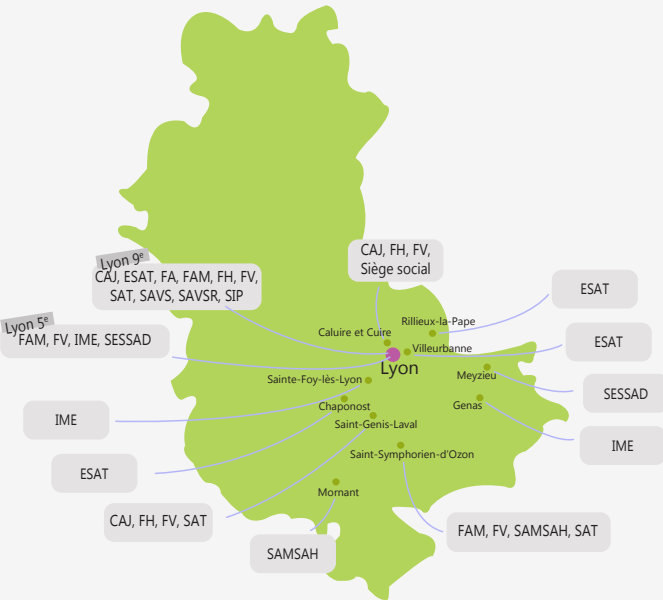 Lyon 9e
CAJ, ESAT, FA, FAM, FH, FV,
SAT, SAVS, SAVSR, SIP
CAJ, FH, FV,
Siège social
ESAT
Lyon 5e
FAM, FV, IME, SESSAD
Rillieux-la-Pape
Caluire et Cuire
Villeurbanne
ESAT
Lyon
Meyzieu
Sainte-Foy-lès-Lyon
SESSAD
Chaponost
Genas
IME
Saint-Genis-Laval
IME
Saint-Symphorien-d'Ozon
ESAT
Mornant
CAJ, FH, FV, SAT
FAM, FV, SAMSAH, SAT
SAMSAH